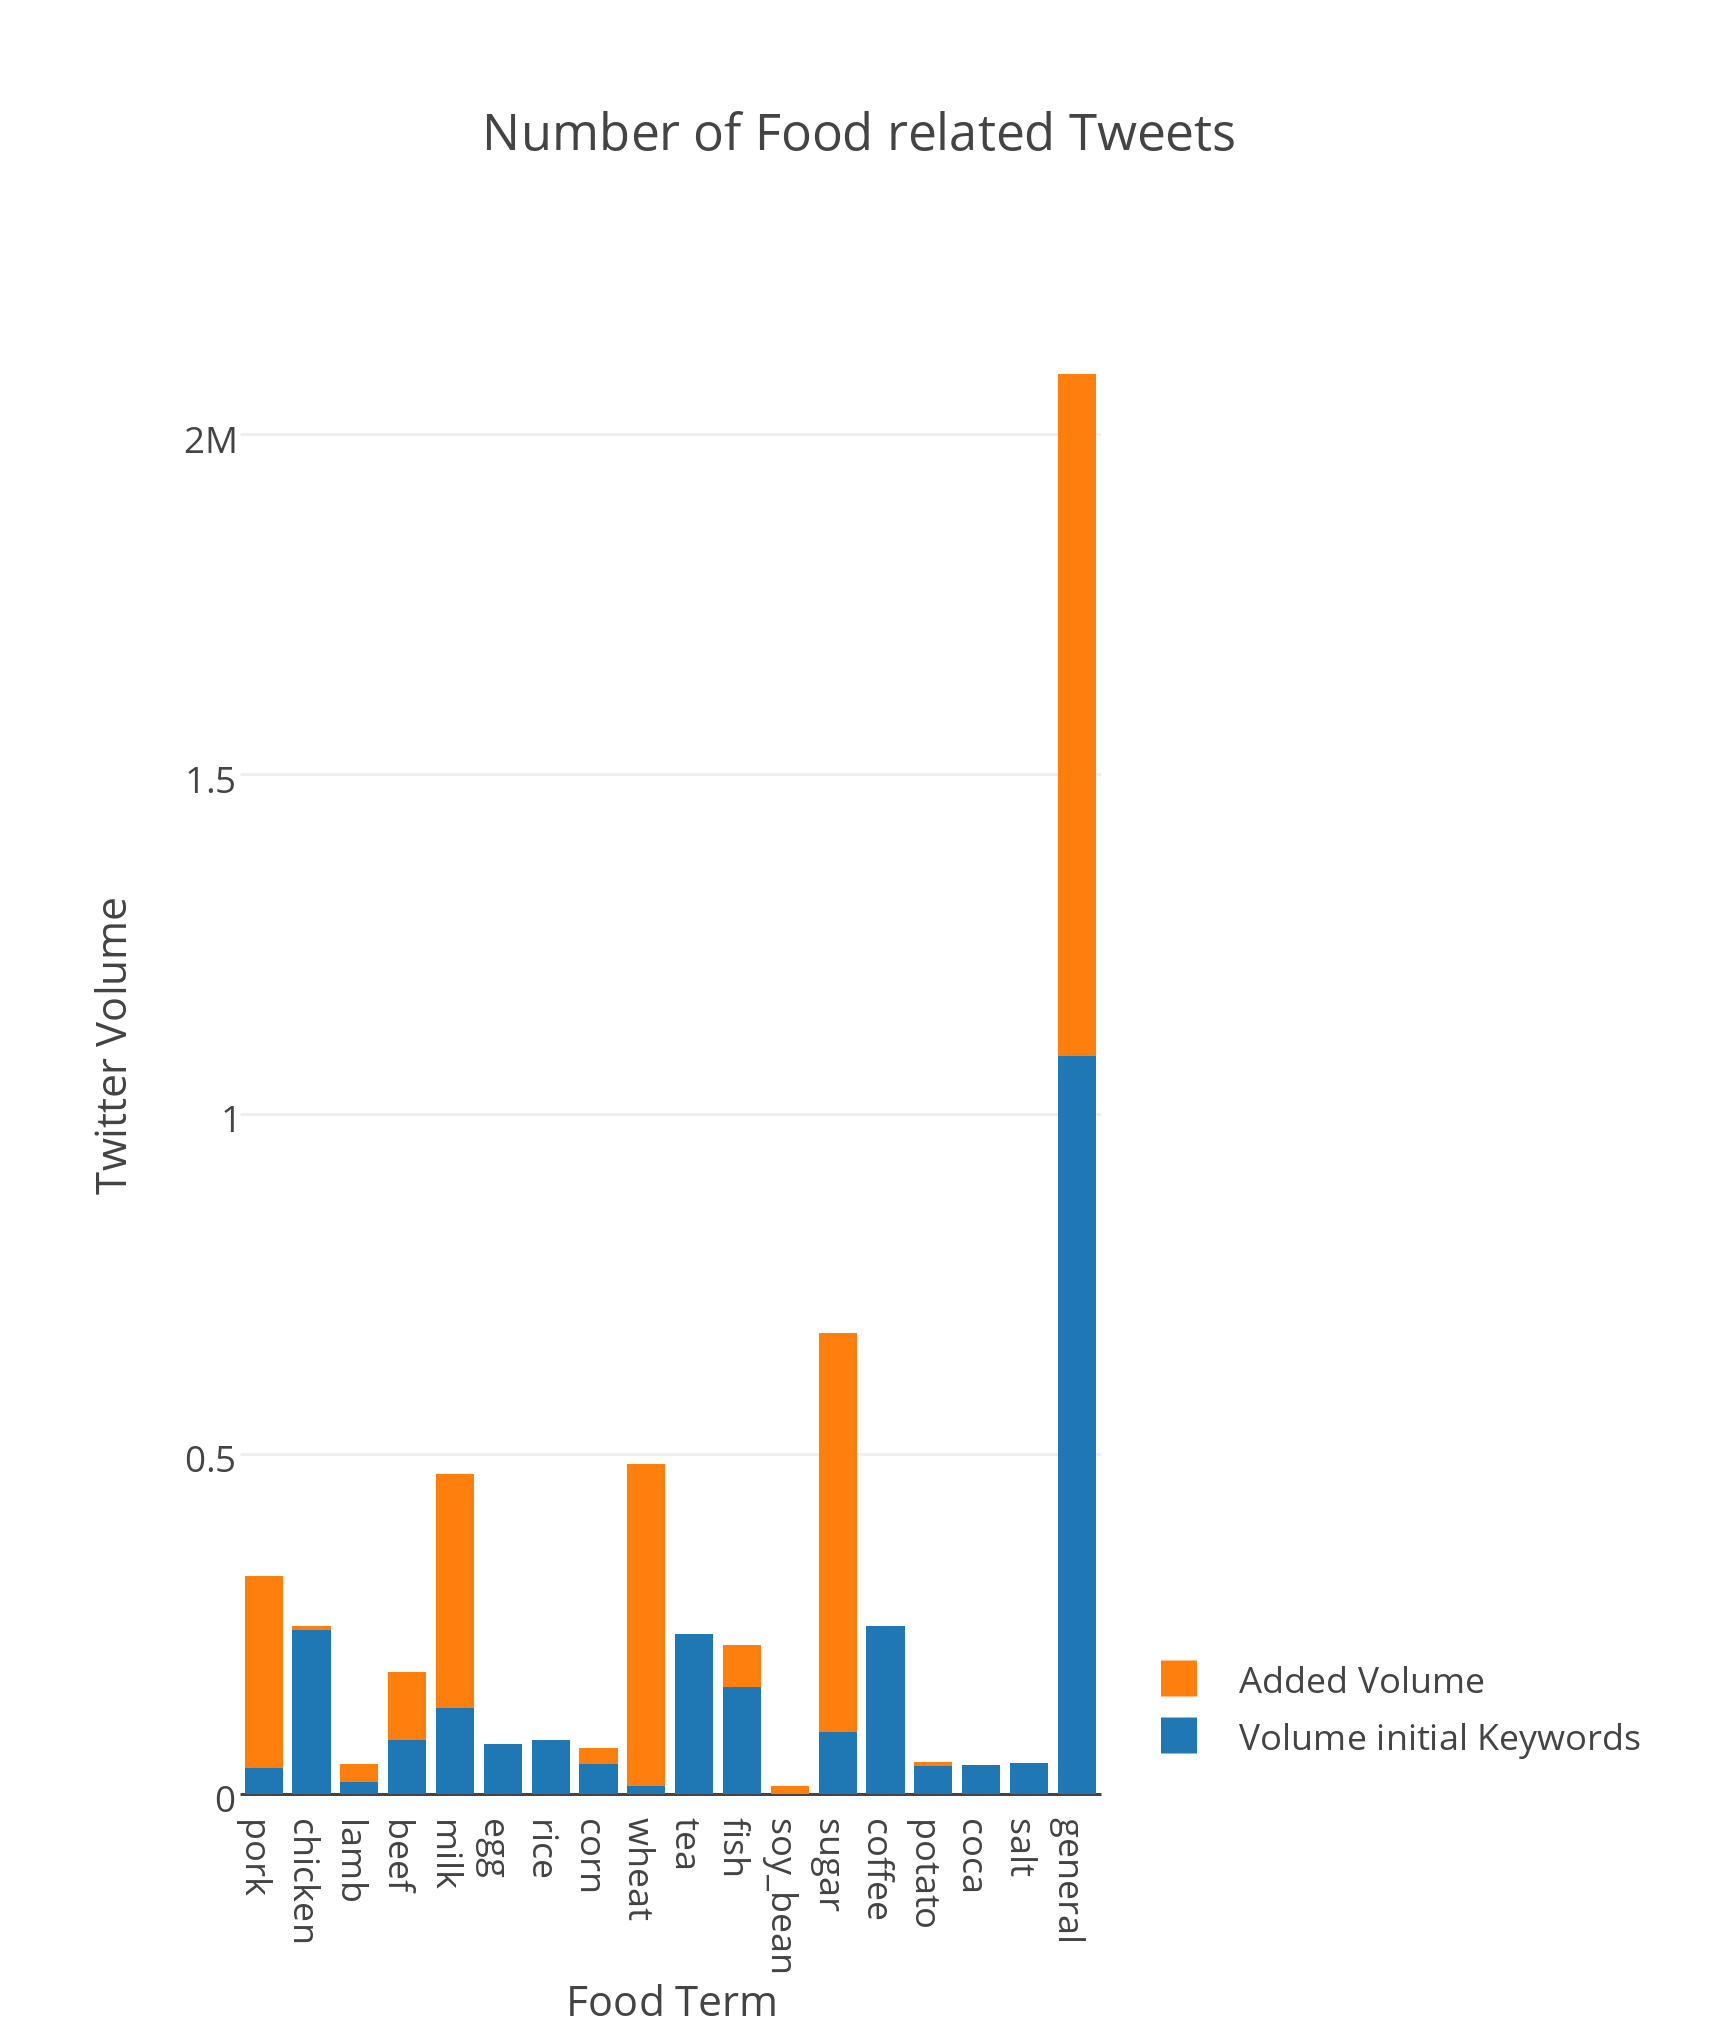 Number of Food related Tweets
2M
1.5
1
0.5
0
Twitter Volume
pork
chicken
lamb
beef
milk
egg
rice
corn
wheat
tea
fish
soy_bean
sugar
coffee
potato
coca
salt
general
Food Term
Added Volume
Volume initial Keywords